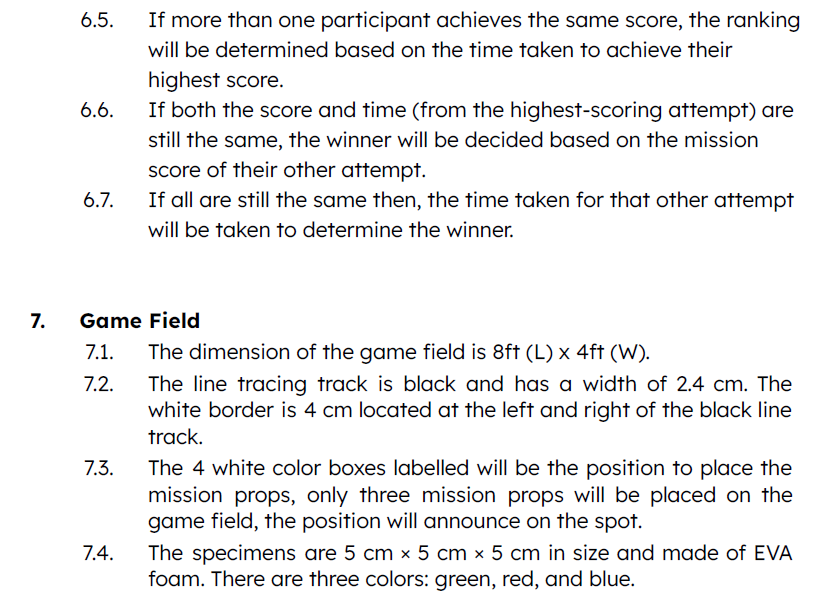 6.5. If more than one participant achieves the same score, the ranking
will be determined based on the time taken to achieve their
highest score.
6.6. If both the score and time (from the highest-scoring attempt) are
still the same, the winner will be decided based on the mission
score of their other attempt.
6.7. If all are still the same then, the time taken for that other attempt
will be taken to determine the winner.
7. Game Field
7.1. The dimension of the game field is 8ft (L) x 4ft (W).
7.2. The line tracing track is black and has a width of 2.4 cm. The
white border is 4 cm located at the left and right of the black line
track.
7.3. The 4 white color boxes labelled will be the position to place the
mission props, only three mission props will be placed on the
game field, the position will announce on the spot.
7.4. The specimens are 5 cm × 5 cm × 5 cm in size and made of EVA
foam. There are three colors: green, red, and blue.